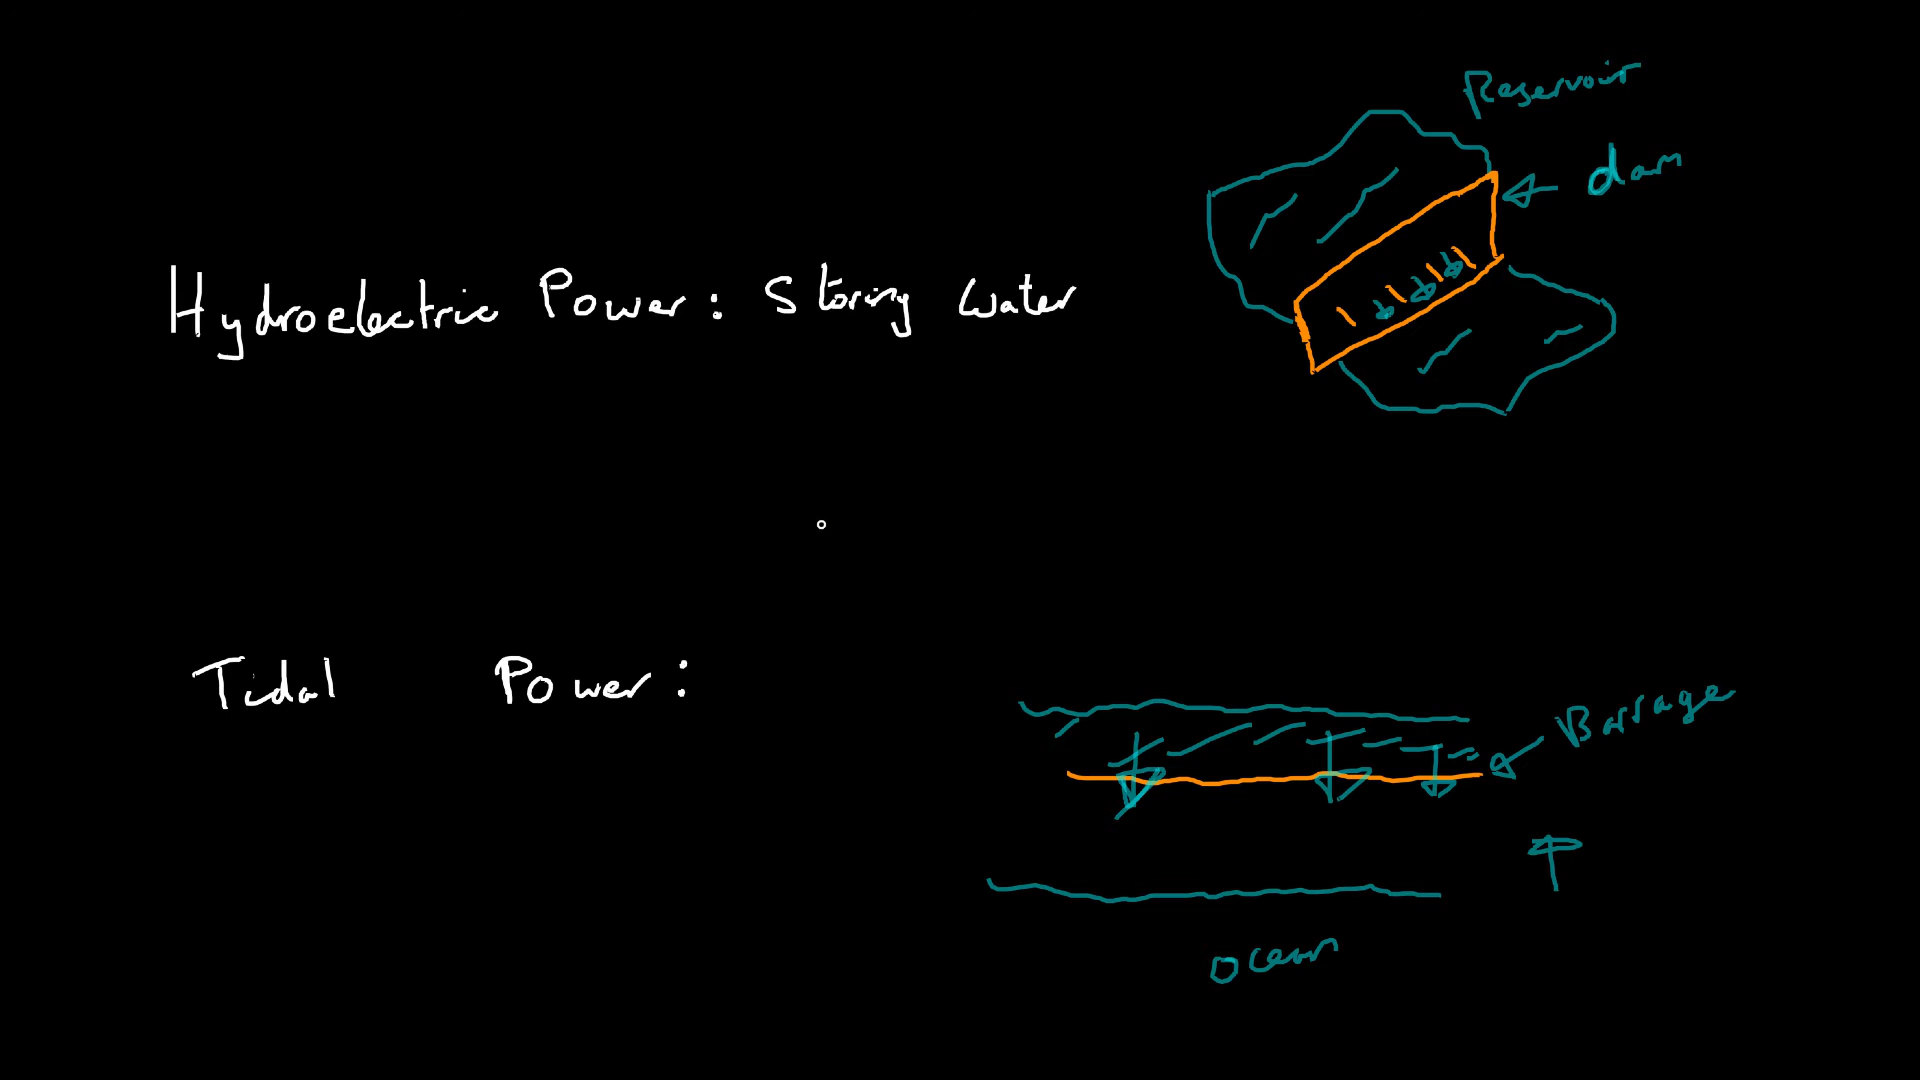 Reservoir
dam
Hydroelectric Power: Storing Water
Tidal Power:
Barrage
Ocean